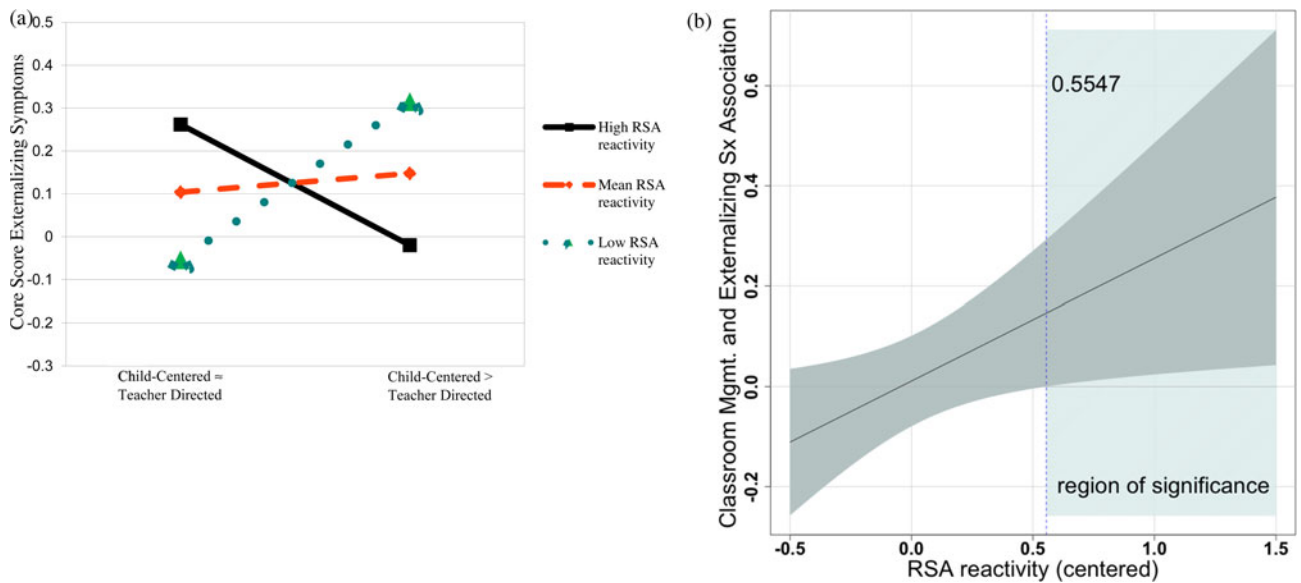 (a)
Core Score Externalizing Symptoms
0.5
0.4
0.3
0.2
0.1
0
-0.1
-0.2
-0.3
Child-Centered ≈
Teacher Directed
Child-Centered >
Teacher Directed
High RSA
reactivity
Mean RSA
reactivity
Low RSA
reactivity
(b)
Classroom Mgmt. and Externalizing Sx Association
0.6
0.4
0.2
0.0
-0.2
0.5547
region of significance
-0.5 0.0 0.5 1.0 1.5
RSA reactivity (centered)